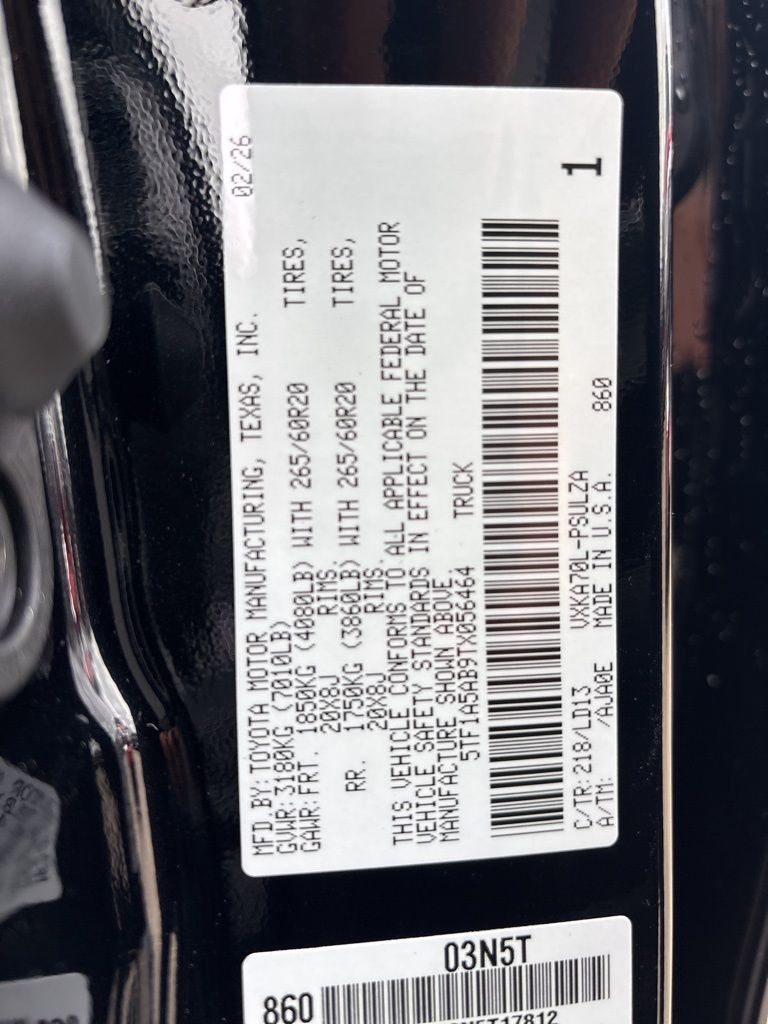 MFD.BY:TOYOTA MOTOR MANUFACTURING, TEXAS, INC. 02/26
GVWR:3180KG (7010LB)
GAWR:FRT. 1850KG (4080LB) WITH 265/60R20 TIRES,
20X8J RIMS.
RR. 1750KG (3860LB) WITH 265/60R20 TIRES,
20X8J RIMS.
THIS VEHICLE CONFORMS TO ALL APPLICABLE FEDERAL MOTOR
VEHICLE SAFETY STANDARDS IN EFFECT ON THE DATE OF
MANUFACTURE SHOWN ABOVE.
5TF1A5AB9TX056464 TRUCK
1
C/TR:218/LD13 VXKA70L-PSULZA
A/TM: /AJA0E MADE IN U.S.A. 860
03N5T
860